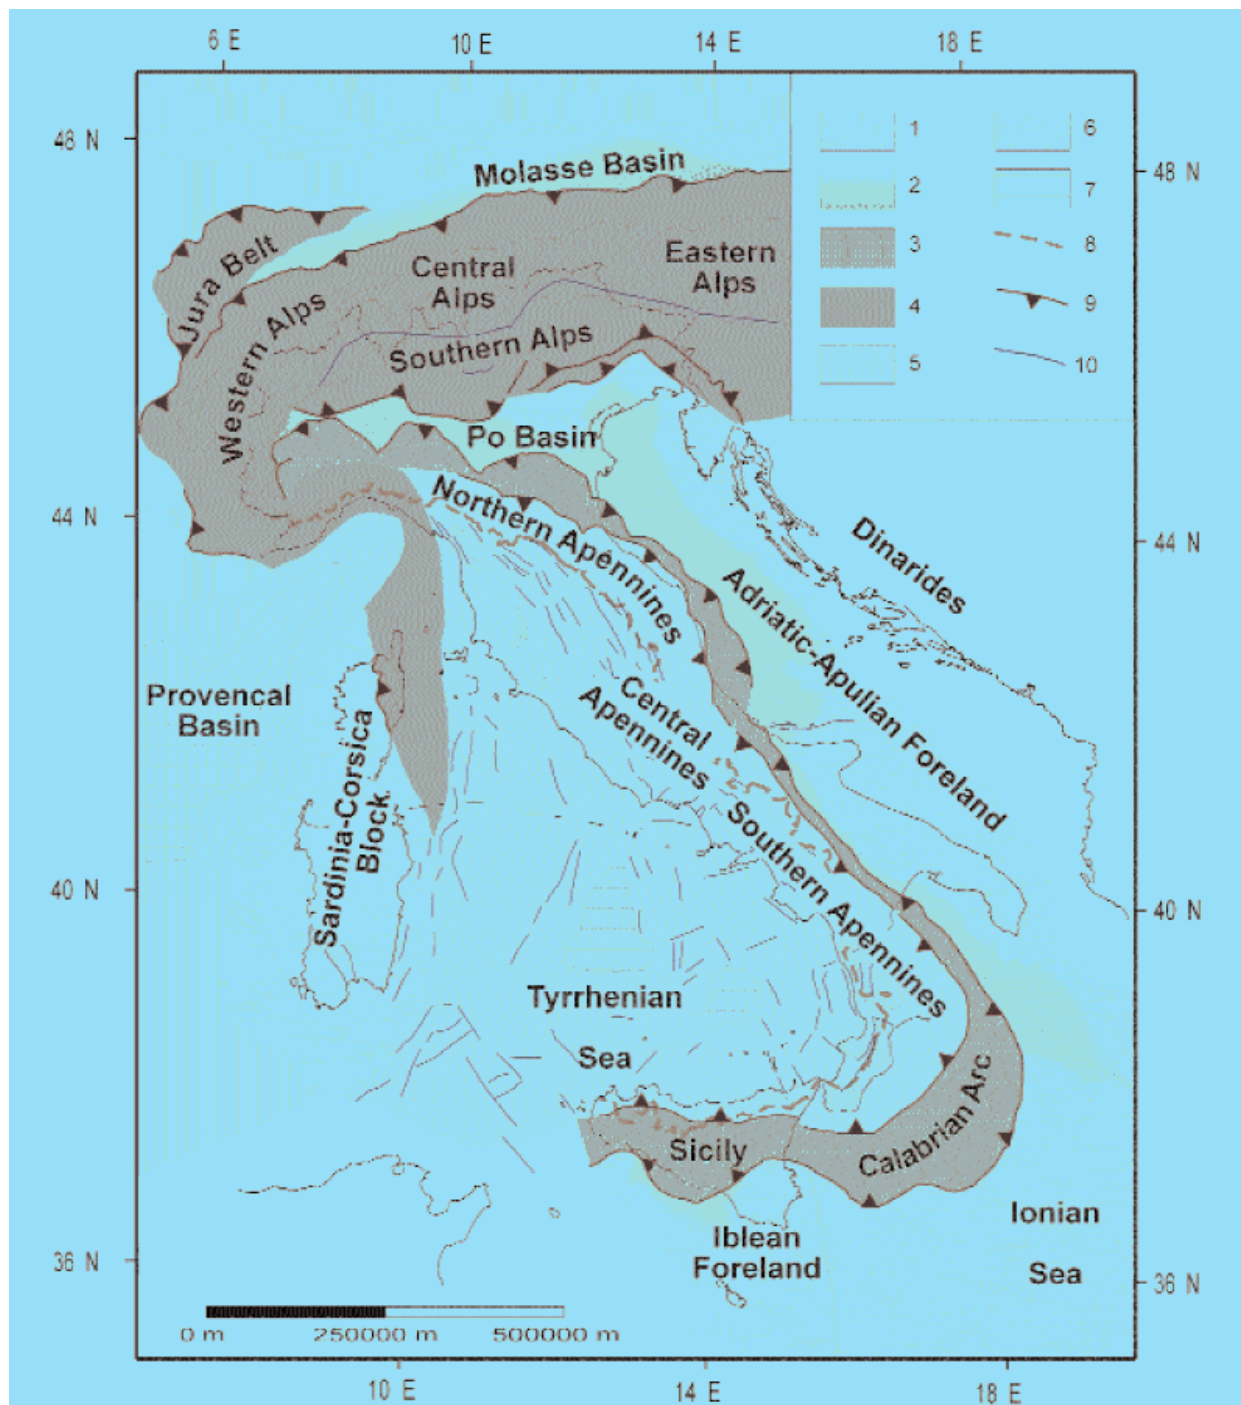 6 E 10 E 14 E 18 E
48 N
48 N
1 6
2 7
3 8
4 9
5 10
Molasse Basin
Jura Belt
Central
Alps
Eastern
Alps
Western Alps
Southern Alps
Po Basin
44 N
44 N
Northern Apénnines
Dinarides
Adriatic-Apulian Foreland
Provencal
Basin
Central
Apennines
Sardinia-Corsica
Block
Southern Apennines
40 N
40 N
Tyrrhenian
Sea
Calabrian Arc
Sicily
Ionian
Sea
Iblean
Foreland
36 N
36 N
0 m 250000 m 500000 m
10 E 14 E 18 E